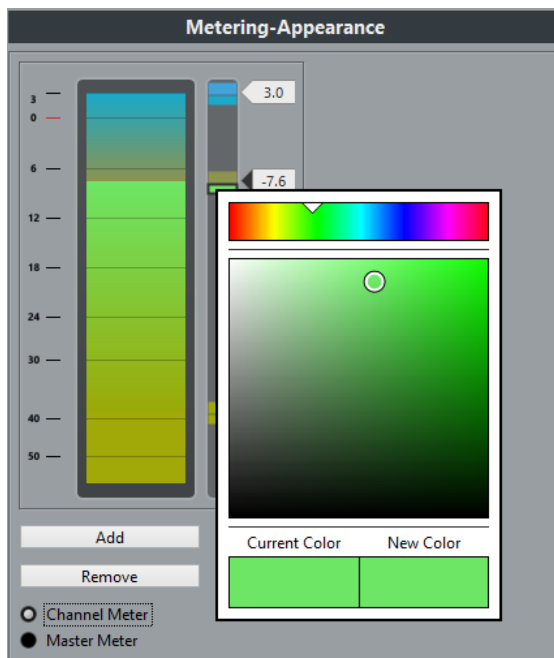 Metering-Appearance
3
0
6
12
18
24
30
40
50
3.0
-7.6
Current Color
New Color
Add
Remove
Channel Meter
Master Meter